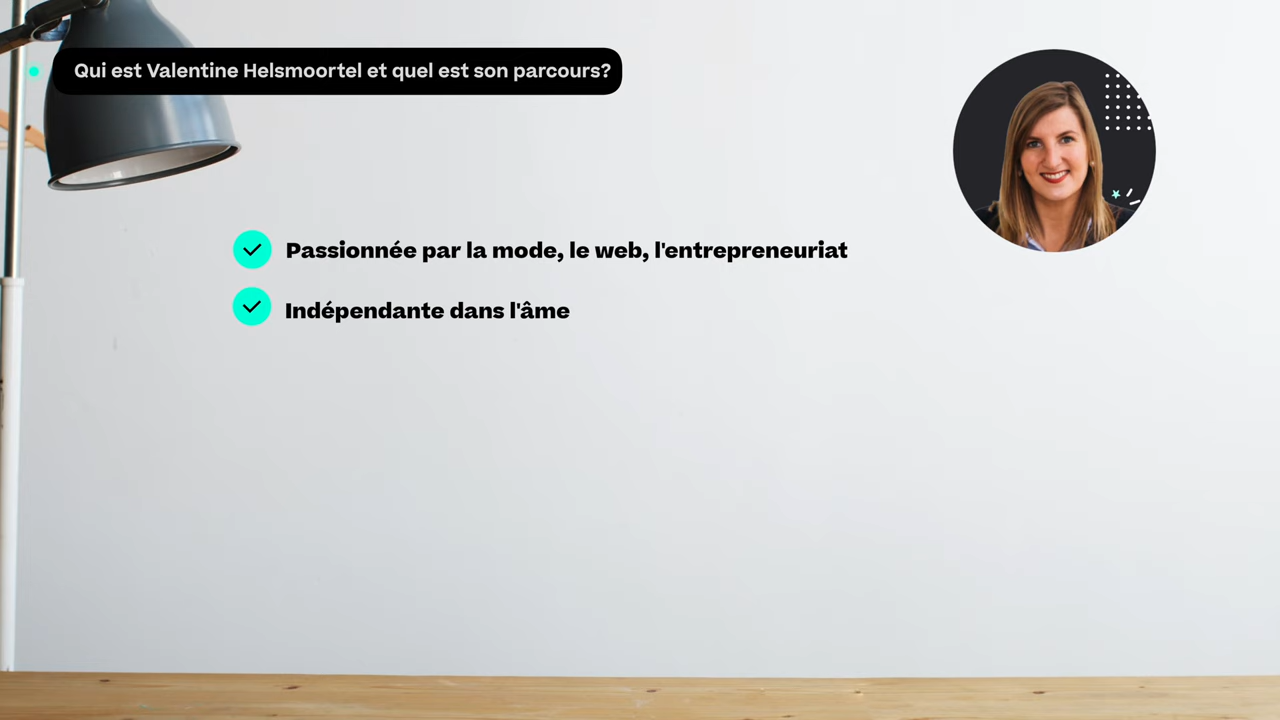 Qui est Valentine Helsmoortel et quel est son parcours?
Passionnée par la mode, le web, l'entrepreneuriat
Indépendante dans l'âme